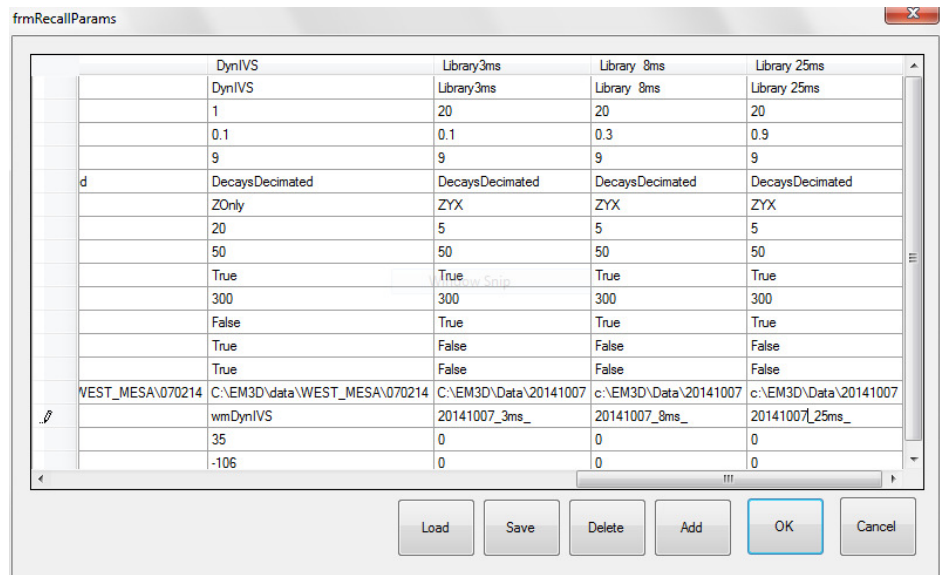 frmRecallParams
DynIVS Library3ms Library 8ms Library 25ms
DynIVS Library3ms Library 8ms Library 25ms
1 20 20 20
0.1 0.1 0.3 0.9
9 9 9 9
d DecaysDecimated DecaysDecimated DecaysDecimated DecaysDecimated
ZOnly ZYX ZYX ZYX
20 5 5 5
50 50 50 50
True True True True
Window Snip
300 300 300 300
False True True True
True False False False
True False False False
WEST_MESA\070214 C:\EM3D\data\WEST_MESA\070214 C:\EM3D\Data\20141007 c:\EM3D\Data\20141007 c:\EM3D\Data\20141007
wmDynIVS 20141007_3ms_ 20141007_8ms_ 20141007_25ms_
35 0 0 0
-106 0 0 0
Load Save Delete Add OK Cancel